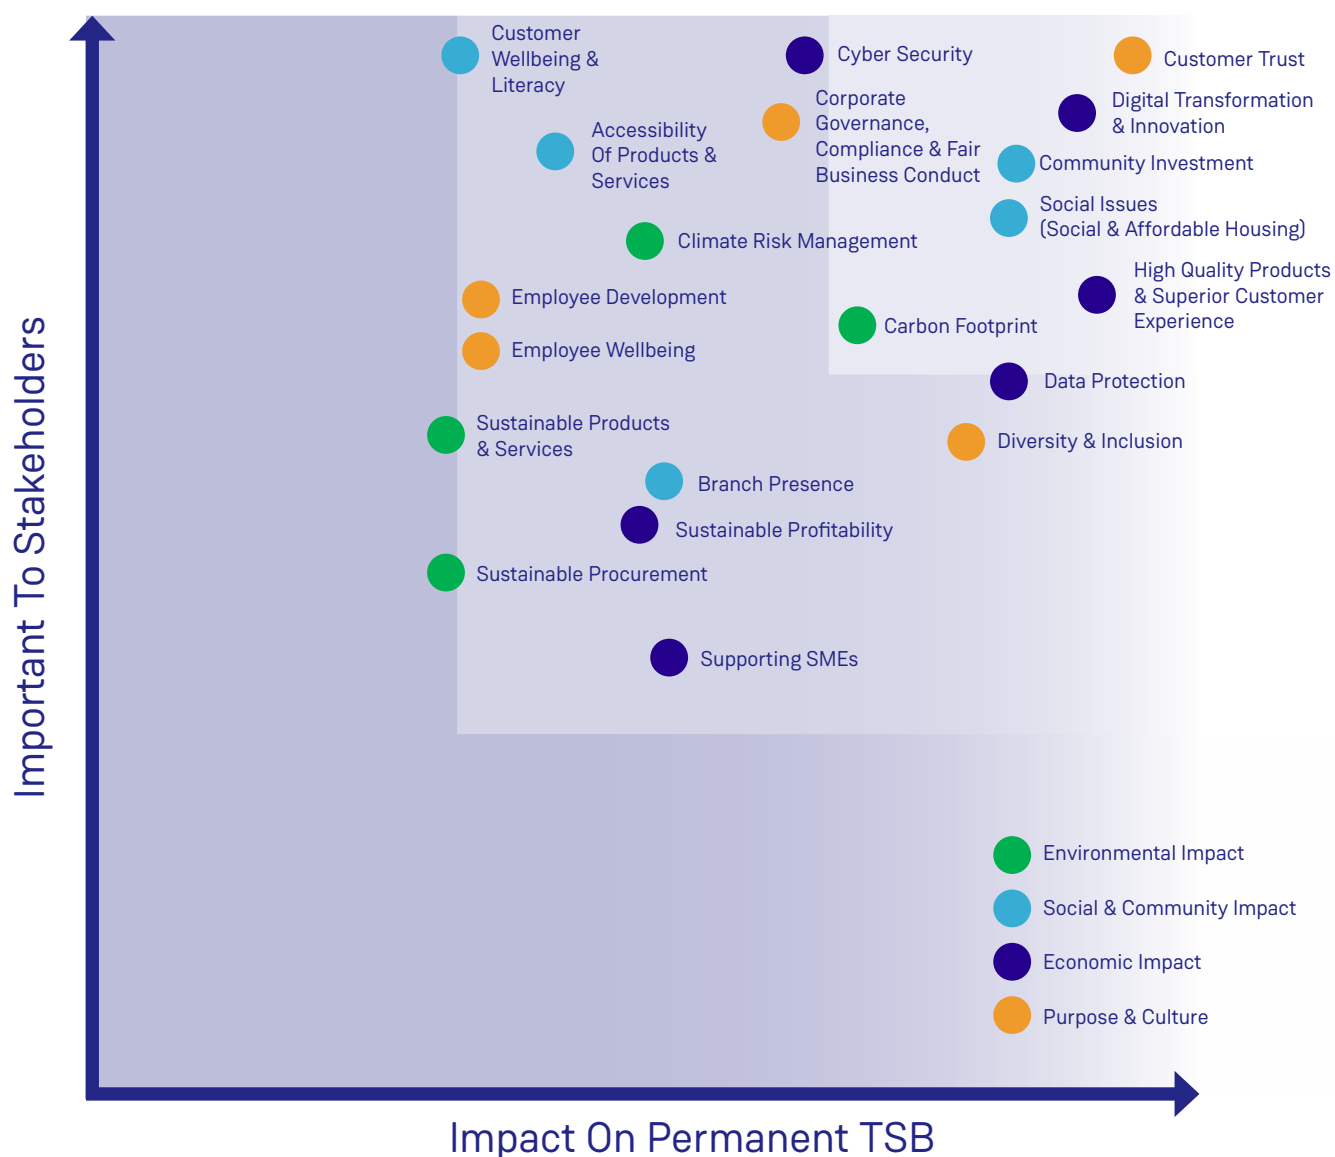 Customer
Wellbeing &
Literacy
Cyber Security
Customer Trust
Corporate
Governance,
Compliance & Fair
Business Conduct
Digital Transformation
& Innovation
Accessibility
Of Products &
Services
Community Investment
Social Issues
(Social & Affordable Housing)
Climate Risk Management
High Quality Products
& Superior Customer
Experience
Employee Development
Carbon Footprint
Employee Wellbeing
Data Protection
Sustainable Products
& Services
Diversity & Inclusion
Branch Presence
Sustainable Profitability
Sustainable Procurement
Supporting SMEs
Important To Stakeholders
Environmental Impact
Social & Community Impact
Economic Impact
Purpose & Culture
Impact On Permanent TSB